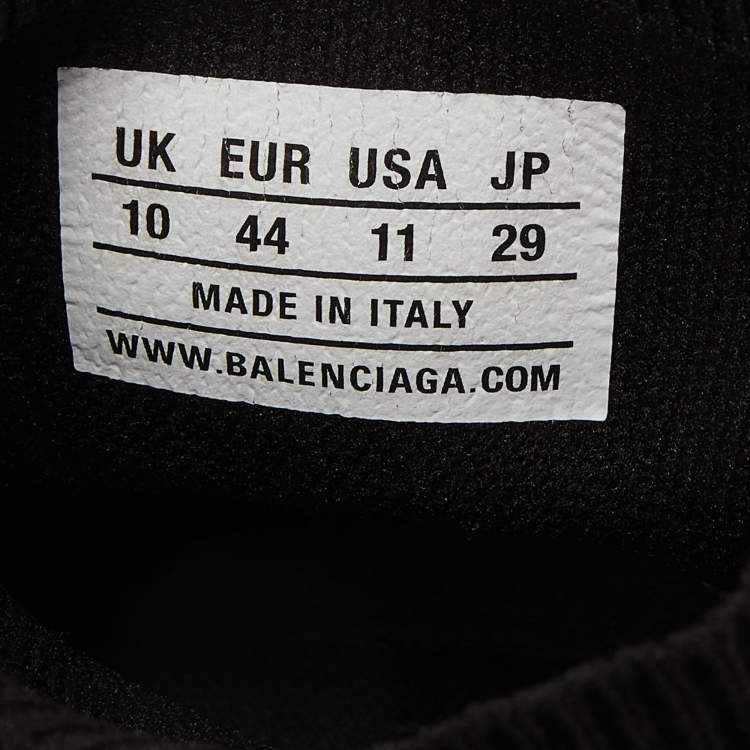 UK EUR USA JP
10 44 11 29
MADE IN ITALY
WWW.BALENCIAGA.COM